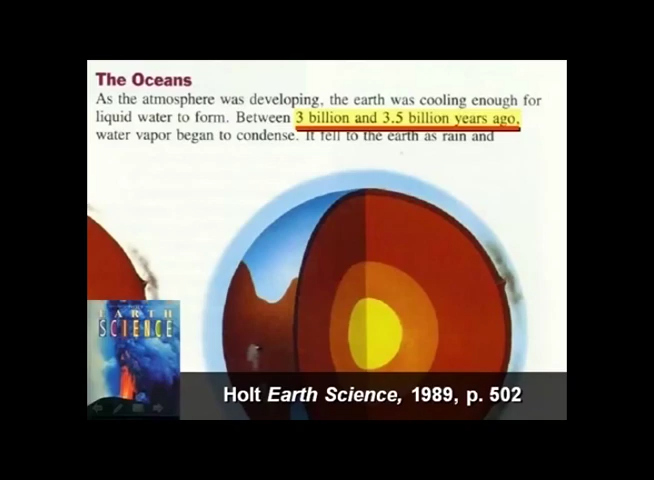 The Oceans
As the atmosphere was developing, the earth was cooling enough for
liquid water to form. Between 3 billion and 3.5 billion years ago,
water vapor began to condense. It fell to the earth as rain and
EARTH
SCIENCE
Holt Earth Science, 1989, p. 502